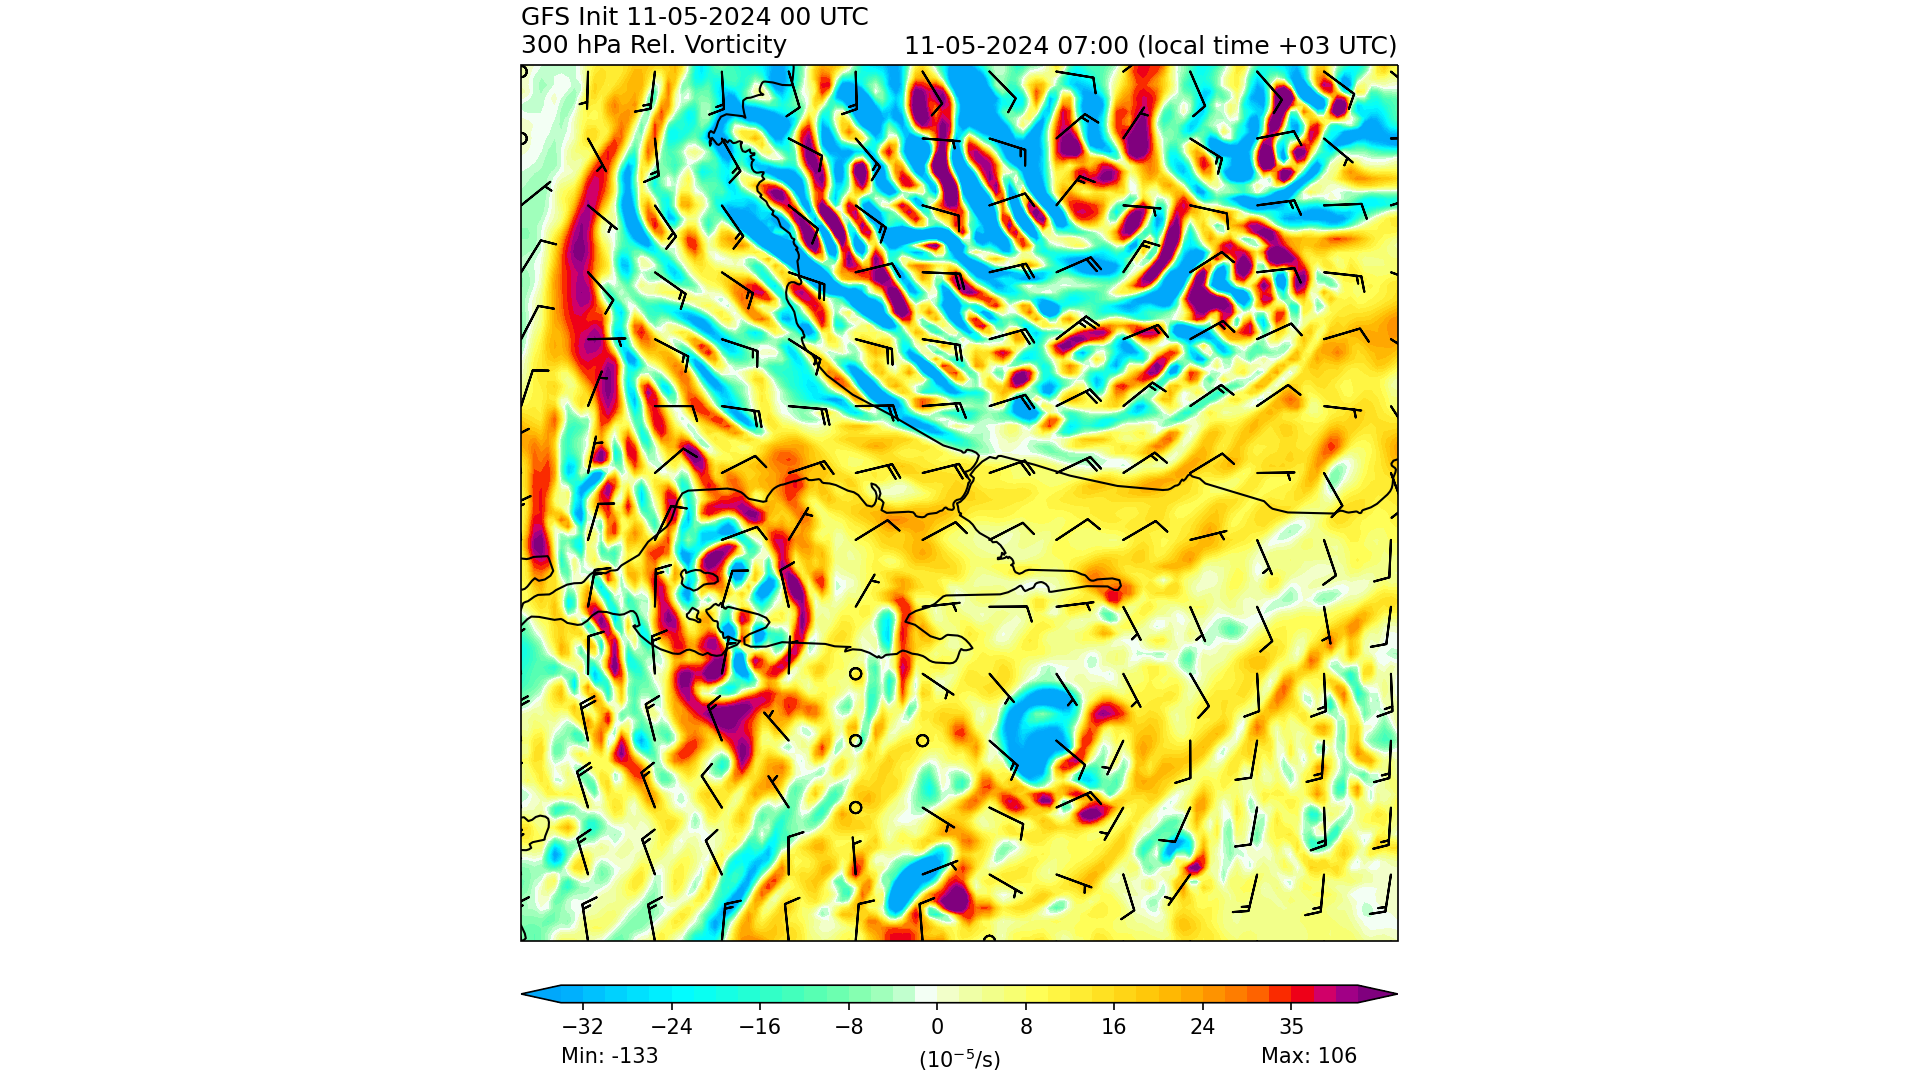 GFS Init 11-05-2024 00 UTC
300 hPa Rel. Vorticity
11-05-2024 07:00 (local time +03 UTC)
−32 −24 −16 −8 0 8 16 24 35
Min: -133
(10⁻⁵/s)
Max: 106